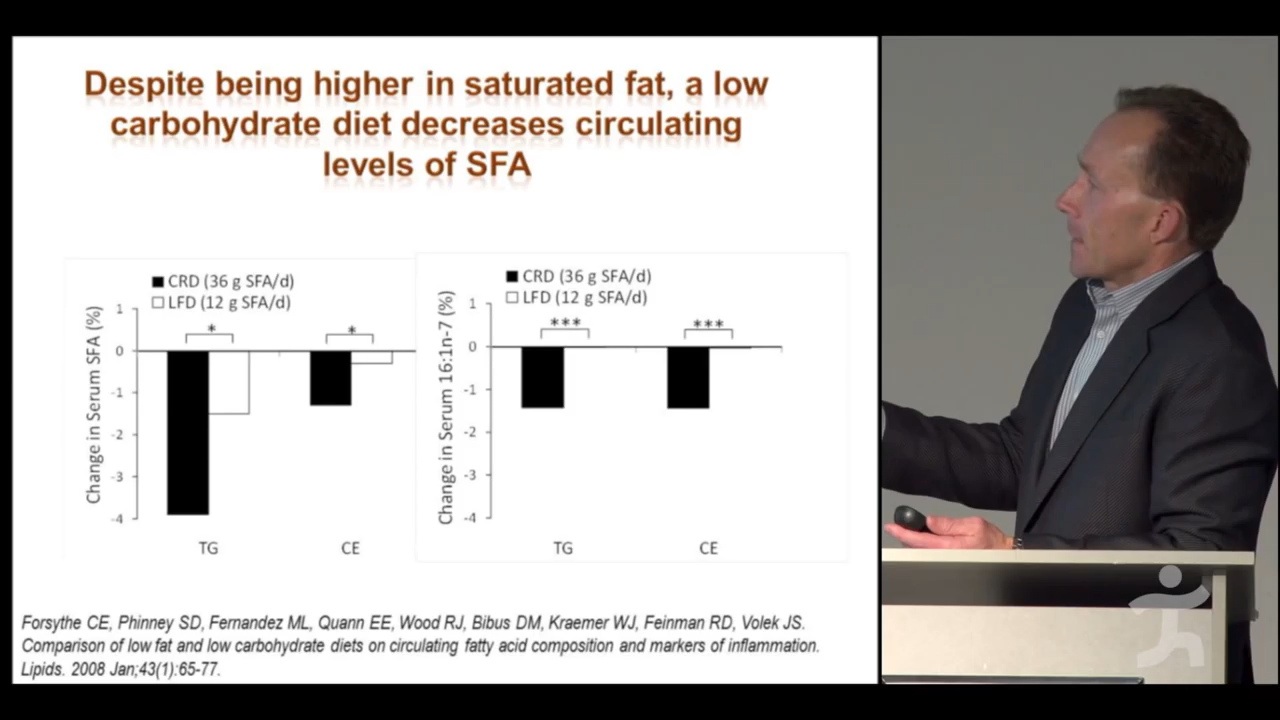 Despite being higher in saturated fat, a low
carbohydrate diet decreases circulating
levels of SFA
CRD (36 g SFA/d)
LFD (12 g SFA/d)
Change in Serum SFA (%)
1
0
-1
-2
-3
-4
*
*
TG
CE
CRD (36 g SFA/d)
LFD (12 g SFA/d)
Change in Serum 16:1n-7 (%)
1
0
-1
-2
-3
-4
***
***
TG
CE
Forsythe CE, Phinney SD, Fernandez ML, Quann EE, Wood RJ, Bibus DM, Kraemer WJ, Feinman RD, Volek JS.
Comparison of low fat and low carbohydrate diets on circulating fatty acid composition and markers of inflammation.
Lipids. 2008 Jan;43(1):65-77.